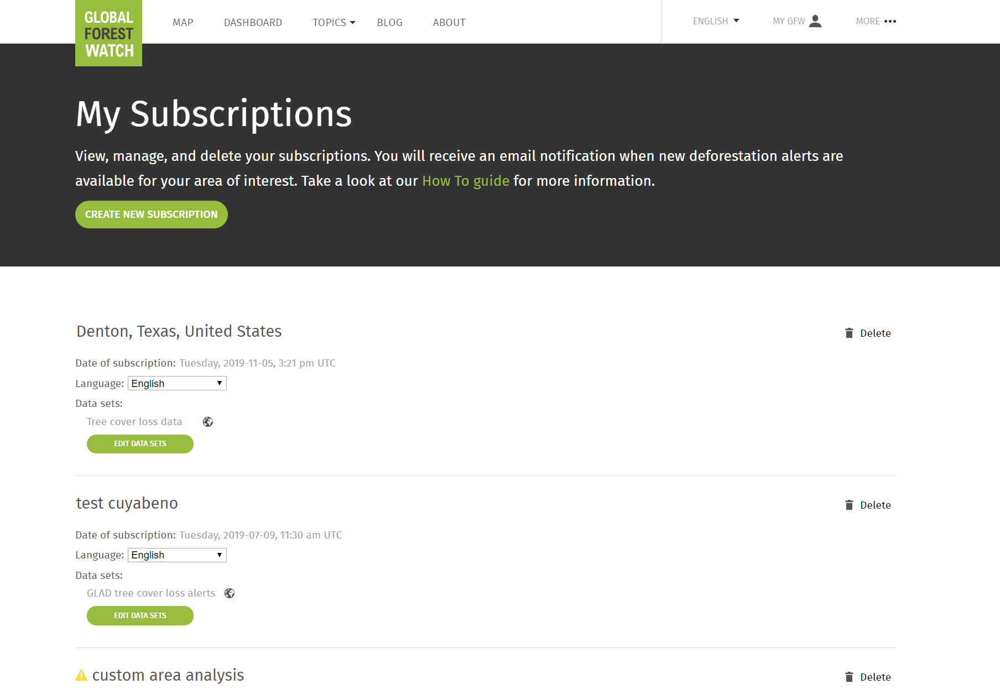 GLOBAL
FOREST
WATCH
MAP DASHBOARD TOPICS BLOG ABOUT
ENGLISH MY GFW MORE
My Subscriptions
View, manage, and delete your subscriptions. You will receive an email notification when new deforestation alerts are
available for your area of interest. Take a look at our How To guide for more information.
CREATE NEW SUBSCRIPTION
Denton, Texas, United States
Delete
Date of subscription: Tuesday, 2019-11-05, 3:21 pm UTC
Language: English
Data sets:
Tree cover loss data
EDIT DATA SETS
test cuyabeno
Delete
Date of subscription: Tuesday, 2019-07-09, 11:30 am UTC
Language: English
Data sets:
GLAD tree cover loss alerts
EDIT DATA SETS
custom area analysis
Delete